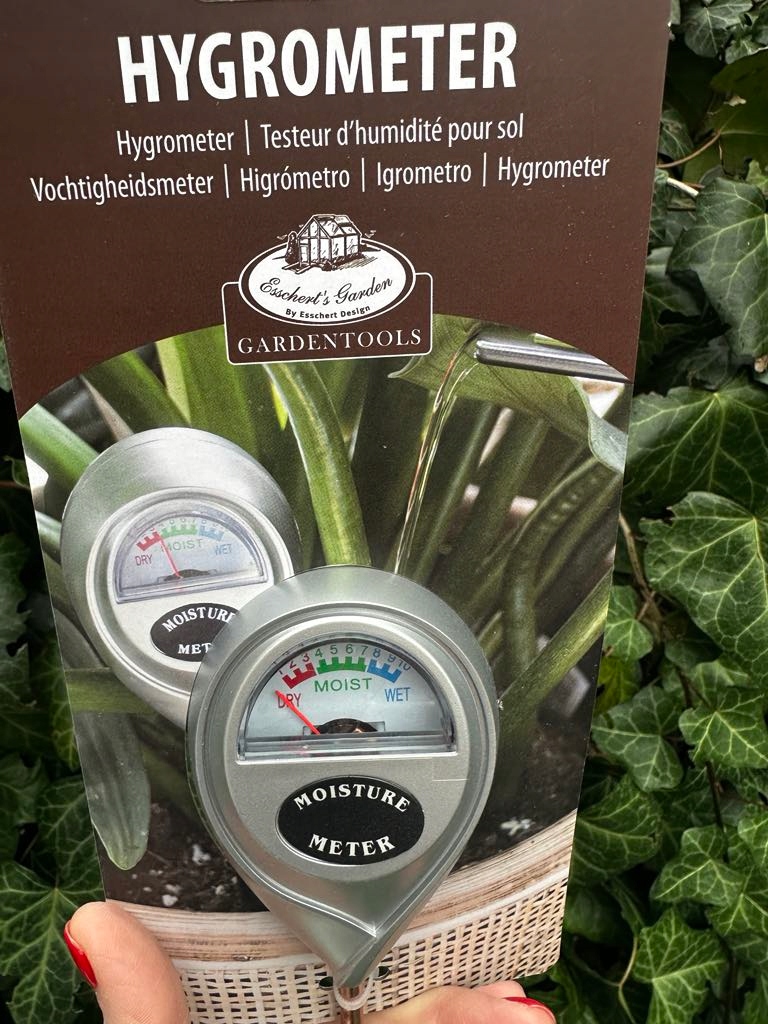 HYGROMETER
Hygrometer | Testeur d'humidité pour sol
Vochtigheidsmeter | Higrómetro | Igrometro | Hygrometer
Esschert's Garden
By Esschert Design
GARDENTOOLS
MOIST
DRY WET
MOISTURE
1 2 3 4 5 6 7 8 9 10
MOIST
DRY WET
MOISTURE
METER